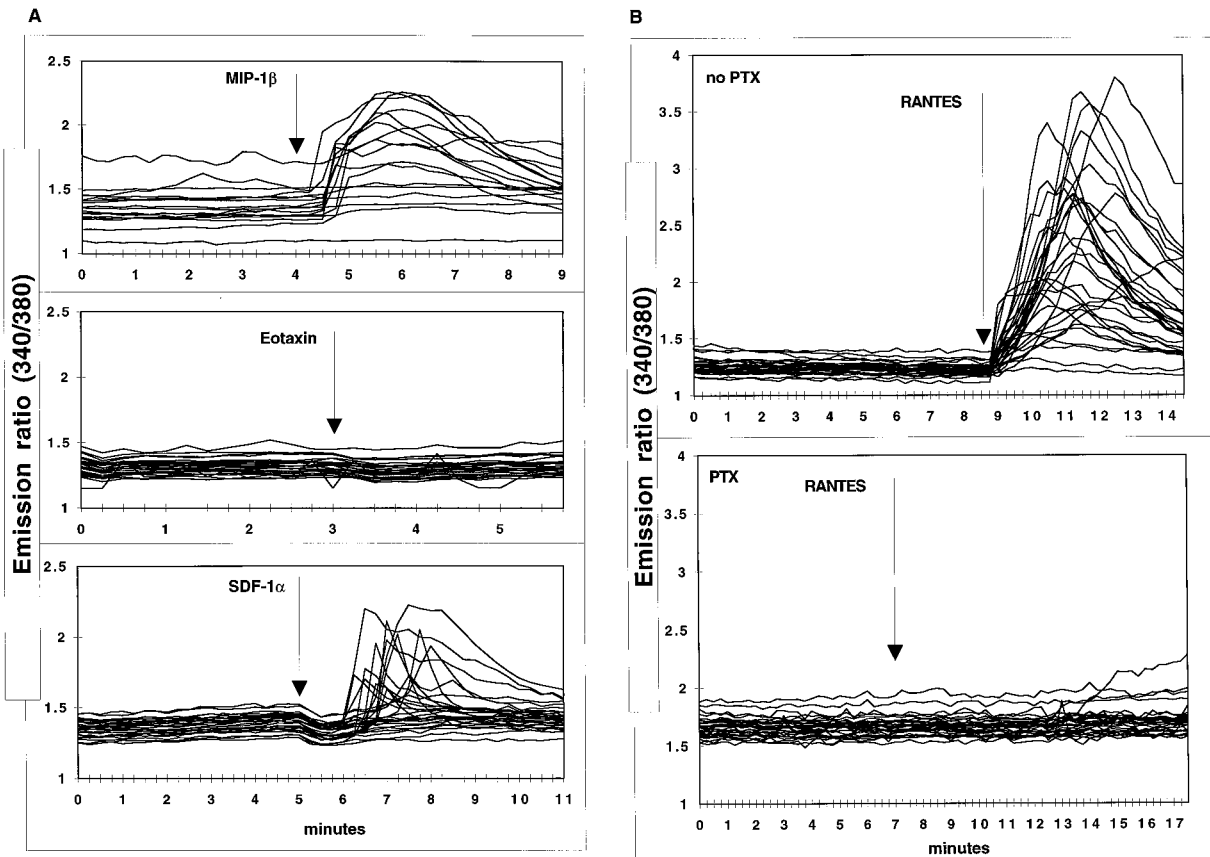 A
Emission ratio (340/380)
2.5
2
1.5
1
MIP-1β
0 1 2 3 4 5 6 7 8 9
2.5
2
1.5
1
Eotaxin
0 1 2 3 4 5
2.5
2
1.5
1
SDF-1α
0 1 2 3 4 5 6 7 8 9 10 11
minutes
B
Emission ratio (340/380)
4
3.5
3
2.5
2
1.5
1
no PTX
RANTES
0 1 2 3 4 5 6 7 8 9 10 11 12 13 14
4
3.5
3
2.5
2
1.5
1
PTX
RANTES
0 1 2 3 4 5 6 7 8 9 10 11 12 13 14 15 16 17
minutes